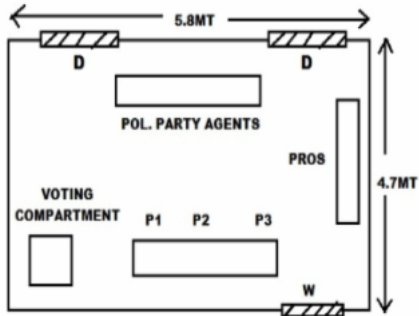 5.8MT
D D
POL. PARTY AGENTS
PROS
4.7MT
VOTING
COMPARTMENT
P1 P2 P3
W